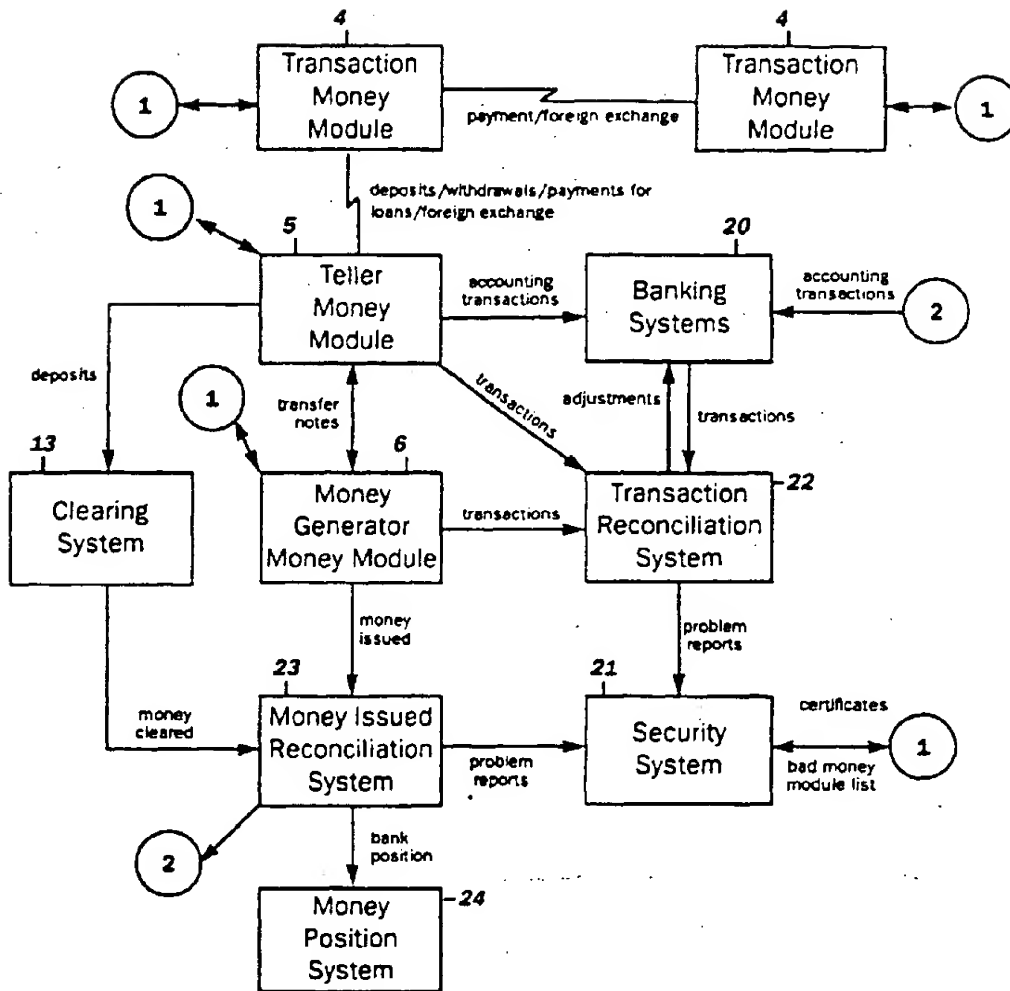 4
4
Transaction
Money
Module
Transaction
Money
Module
1
1
payment/foreign exchange
deposits/withdrawals/payments for
loans/foreign exchange
1
5
20
Teller
Money
Module
accounting
transactions
Banking
Systems
accounting
transactions
2
deposits
1
transfer
notes
transactions
adjustments
transactions
13
6
22
Clearing
System
Money
Generator
Money Module
transactions
Transaction
Reconciliation
System
money
issued
problem
reports
23
21
money
cleared
Money Issued
Reconciliation
System
problem
reports
Security
System
certificates
1
bad money
module list
2
bank
position
24
Money
Position
System